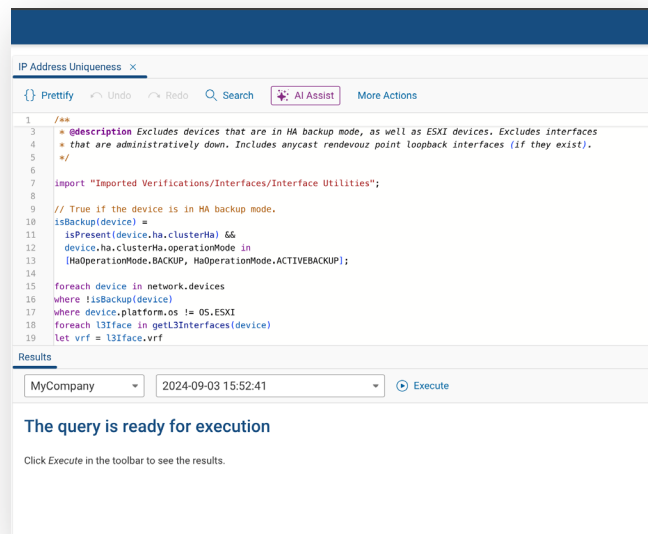 IP Address Uniqueness ×
{} Prettify Undo Redo Search AI Assist More Actions
1 /**
3 * @description Excludes devices that are in HA backup mode, as well as ESXI devices. Excludes interfaces
4 * that are administratively down. Includes anycast rendevouz point loopback interfaces (if they exist).
5 */
6
7 import "Imported Verifications/Interfaces/Interface Utilities";
8
9 // True if the device is in HA backup mode.
10 isBackup(device) =
11 isPresent(device.ha.clusterHa) &&
12 device.ha.clusterHa.operationMode in
13 [HaOperationMode.BACKUP, HaOperationMode.ACTIVEBACKUP];
14
15 foreach device in network.devices
16 where !isBackup(device)
17 where device.platform.os != OS.ESXI
18 foreach l3Iface in getL3Interfaces(device)
19 let vrf = l3Iface.vrf
Results
MyCompany 2024-09-03 15:52:41 Execute
The query is ready for execution
Click Execute in the toolbar to see the results.